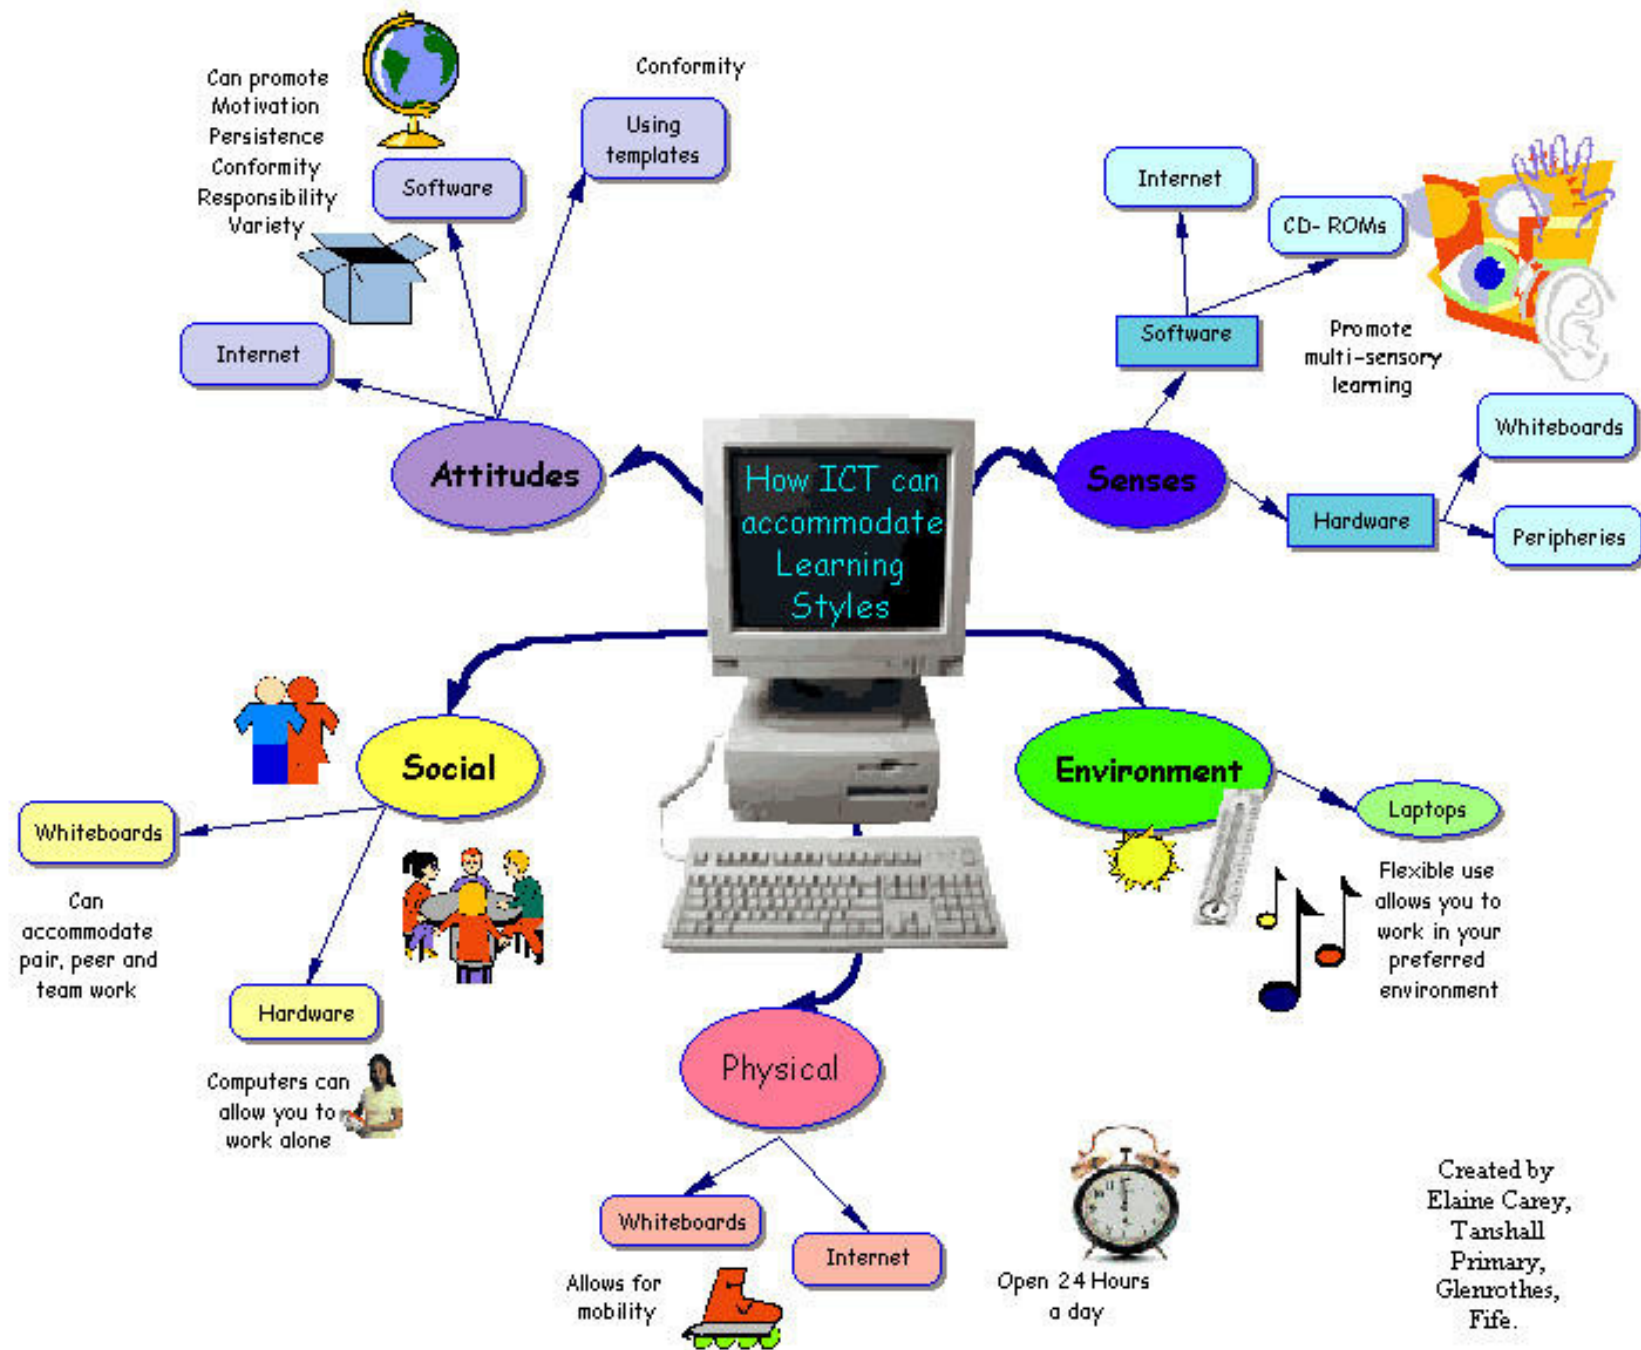 How ICT can
accommodate
Learning
Styles
Attitudes
Internet
Software
Can promote
Motivation
Persistence
Conformity
Responsibility
Variety
Using
templates
Conformity
Senses
Software
Internet
CD- ROMs
Promote
multi-sensory
learning
Hardware
Whiteboards
Peripheries
Environment
Laptops
Flexible use
allows you to
work in your
preferred
environment
Physical
Whiteboards
Allows for
mobility
Internet
Open 24 Hours
a day
Social
Whiteboards
Can
accommodate
pair, peer and
team work
Hardware
Computers can
allow you to
work alone
Created by
Elaine Carey,
Tanshall
Primary,
Glenrothes,
Fife.